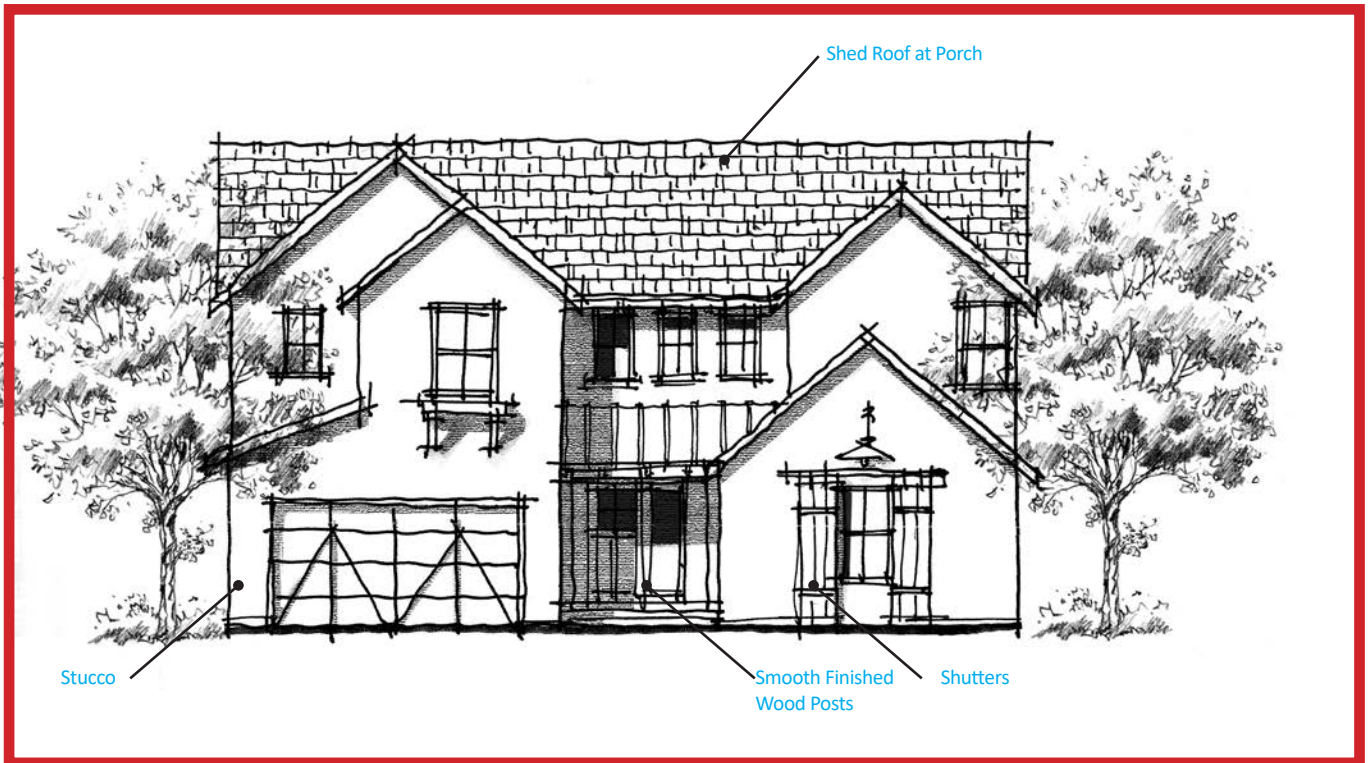 Shed Roof at Porch
Stucco
Smooth Finished
Wood Posts
Shutters